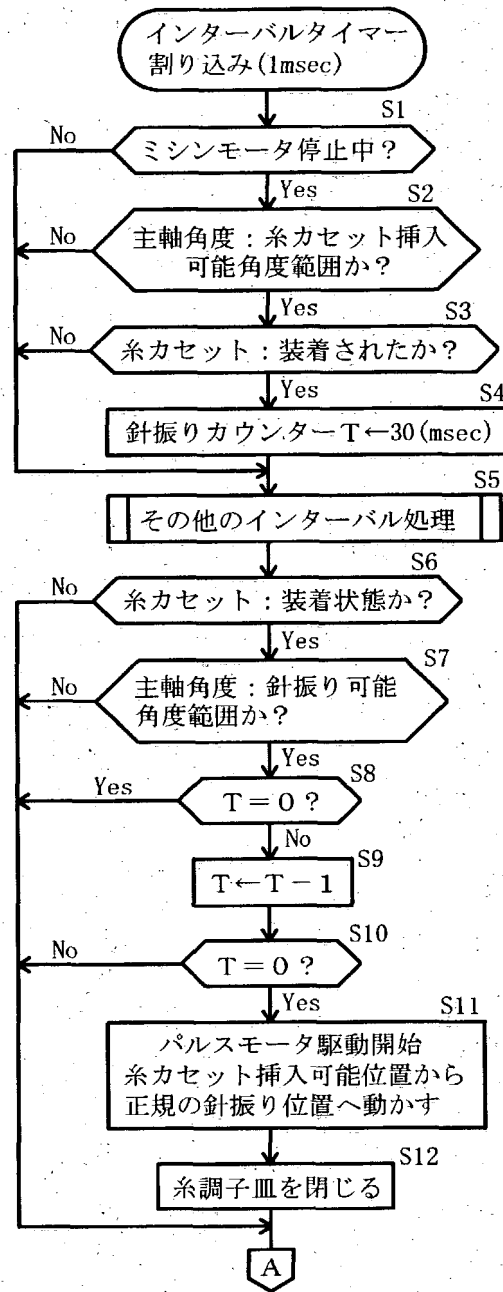 インターバルタイマー
割り込み(1msec)
S1
No
ミシンモータ停止中？
Yes
S2
No
主軸角度：糸カセット挿入
可能角度範囲か？
Yes
S3
No
糸カセット：装着されたか？
Yes
S4
針振りカウンターT←30(msec)
S5
その他のインターバル処理
S6
No
糸カセット：装着状態か？
Yes
S7
No
主軸角度：針振り可能
角度範囲か？
Yes
S8
Yes
T＝0？
No
S9
T←T－1
S10
No
T＝0？
Yes
S11
パルスモータ駆動開始
糸カセット挿入可能位置から
正規の針振り位置へ動かす
S12
糸調子皿を閉じる
A